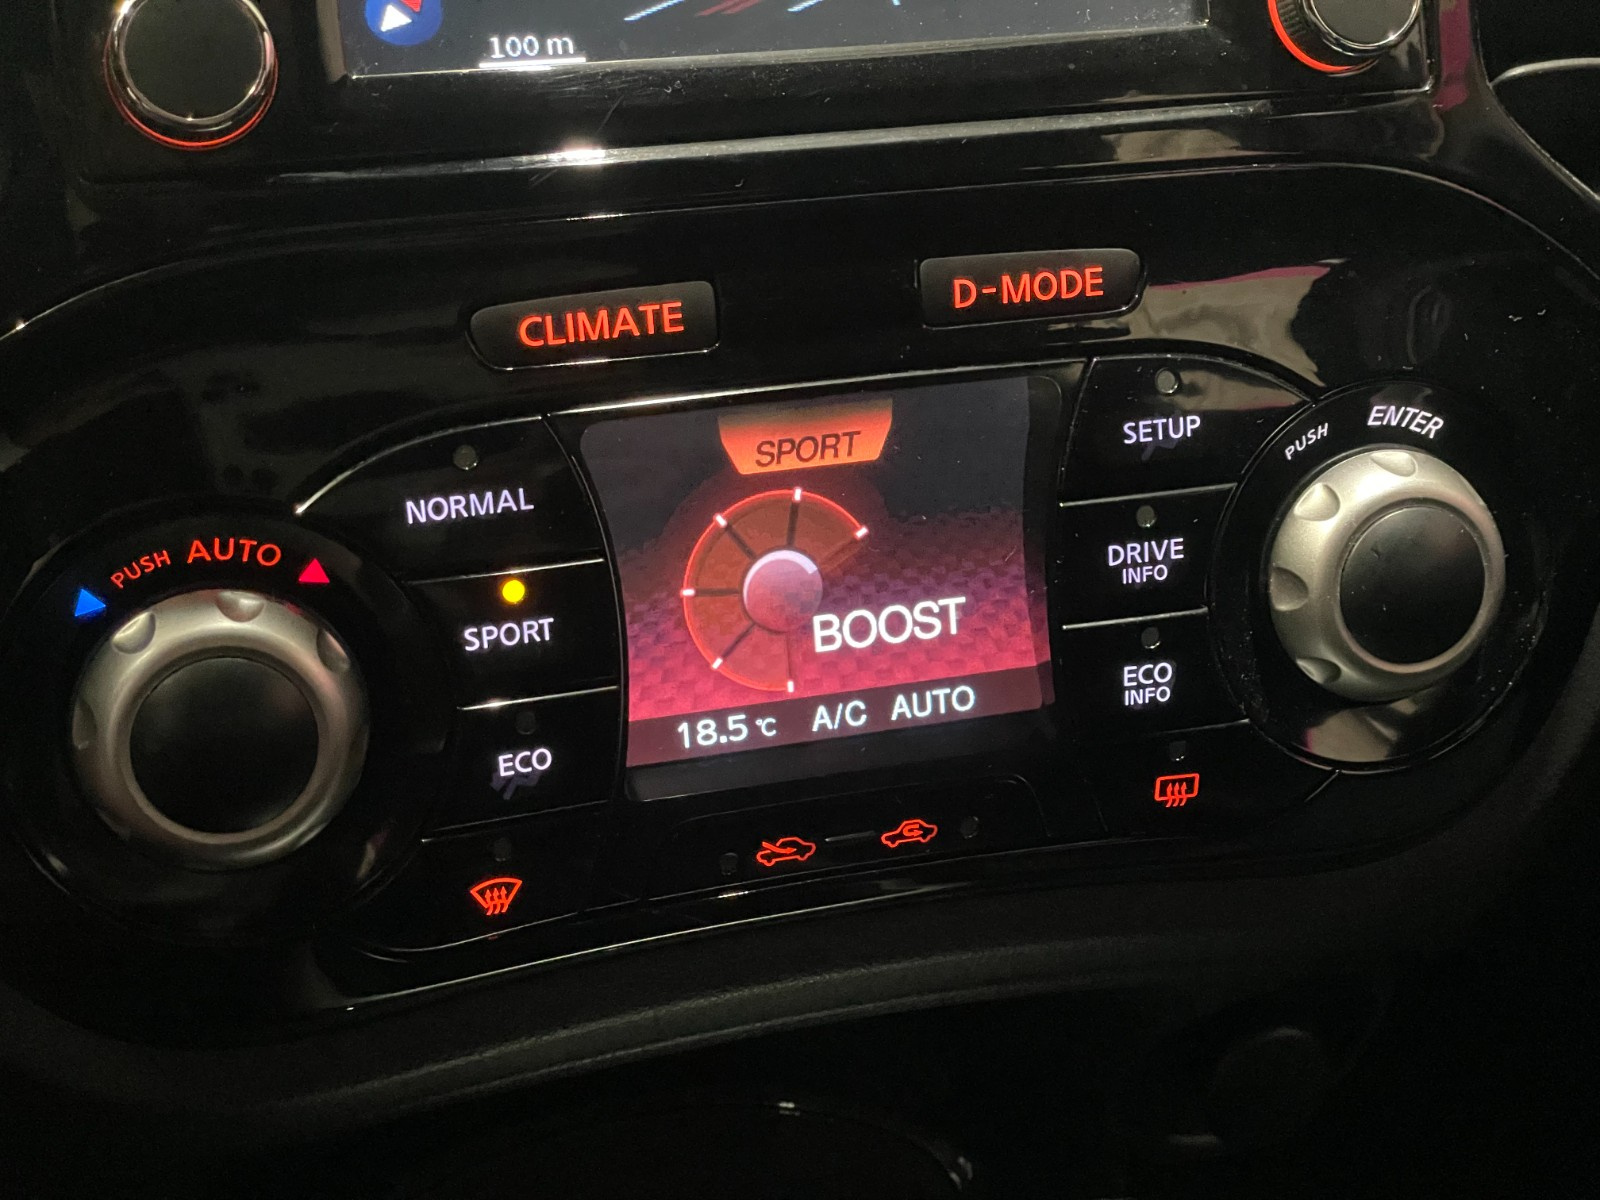 100 m
CLIMATE
D-MODE
NORMAL
SPORT
SETUP
PUSH ENTER
PUSH AUTO
SPORT
DRIVE
INFO
BOOST
ECO
ECO
INFO
18.5 °C A/C AUTO